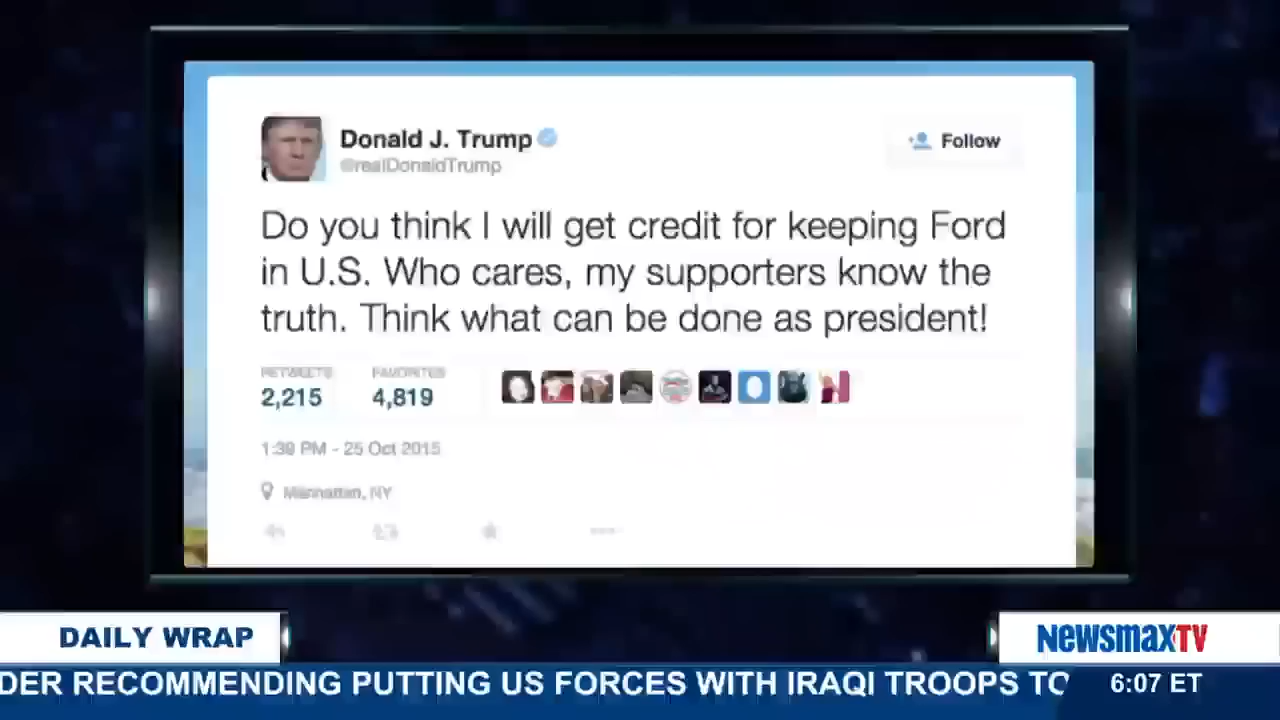 Donald J. Trump
@realDonaldTrump
Follow
Do you think I will get credit for keeping Ford
in U.S. Who cares, my supporters know the
truth. Think what can be done as president!
RETWEETS FAVORITES
2,215 4,819
1:39 PM - 25 Oct 2015
Manhattan, NY
DAILY WRAP
NEWSMAXTV
DER RECOMMENDING PUTTING US FORCES WITH IRAQI TROOPS TO
6:07 ET